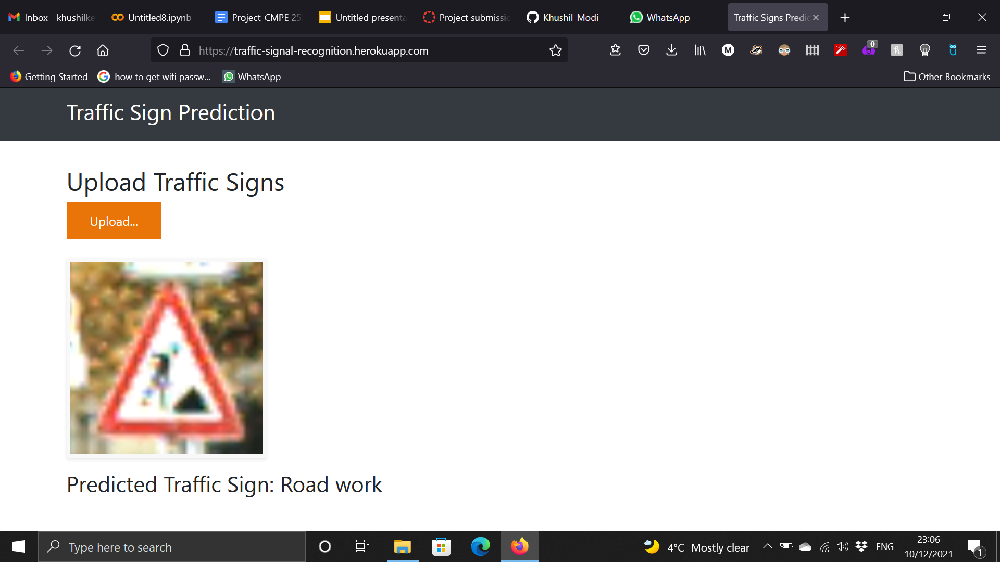 Inbox - khushilke
Untitled8.ipynb -
Project-CMPE 25
Untitled presenta
Project submissio
Khushil-Modi
WhatsApp
Traffic Signs Predic
https://traffic-signal-recognition.herokuapp.com
M
0
h
Getting Started
how to get wifi passw...
WhatsApp
Other Bookmarks
Traffic Sign Prediction
Upload Traffic Signs
Upload...
Predicted Traffic Sign: Road work
Type here to search
4°C Mostly clear
ENG
23:06
10/12/2021
1